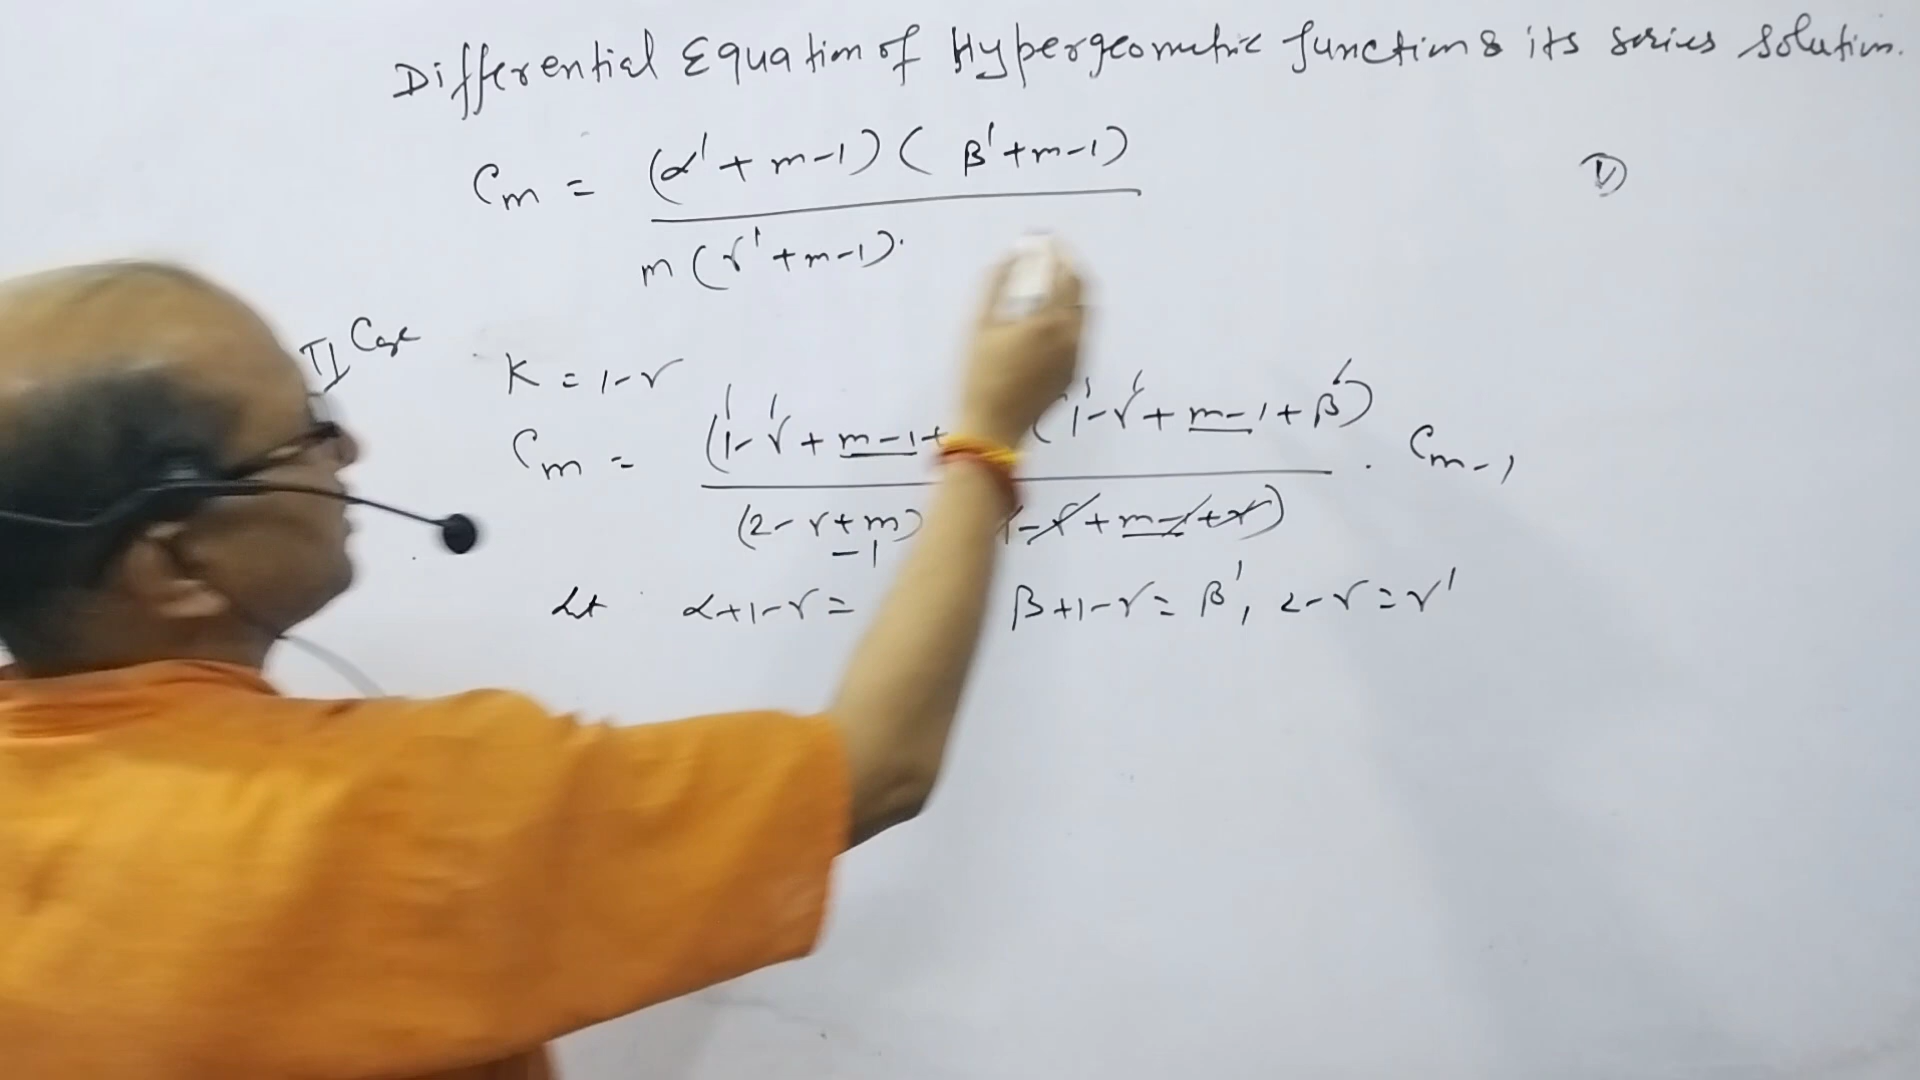 Differential Equation of Hypergeometric function & its series solution.
Cm = (α' + m-1) ( β' + m-1)
m (γ' + m-1).
II Case
K = 1-γ
Cm = (1-γ + m-1 + (1-γ + m-1 + β) . Cm-1
(2-γ+m-1) 1-γ + m-1 + γ)
Let α+1-γ = β+1-γ = β', 2-γ = γ'